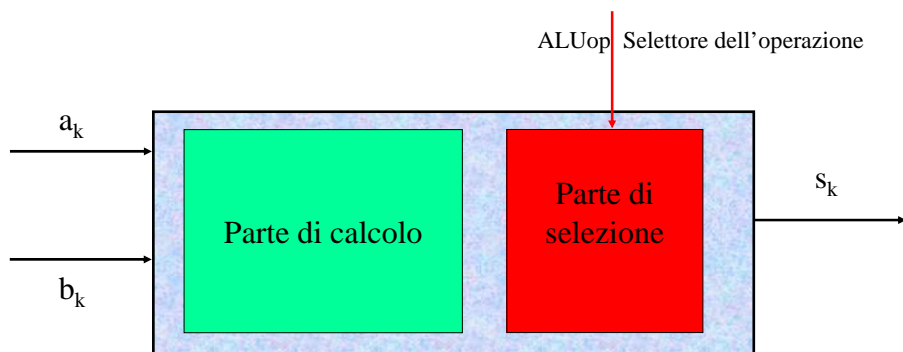 ALUop Selettore dell’operazione
a_k
Parte di calcolo
Parte di
selezione
s_k
b_k